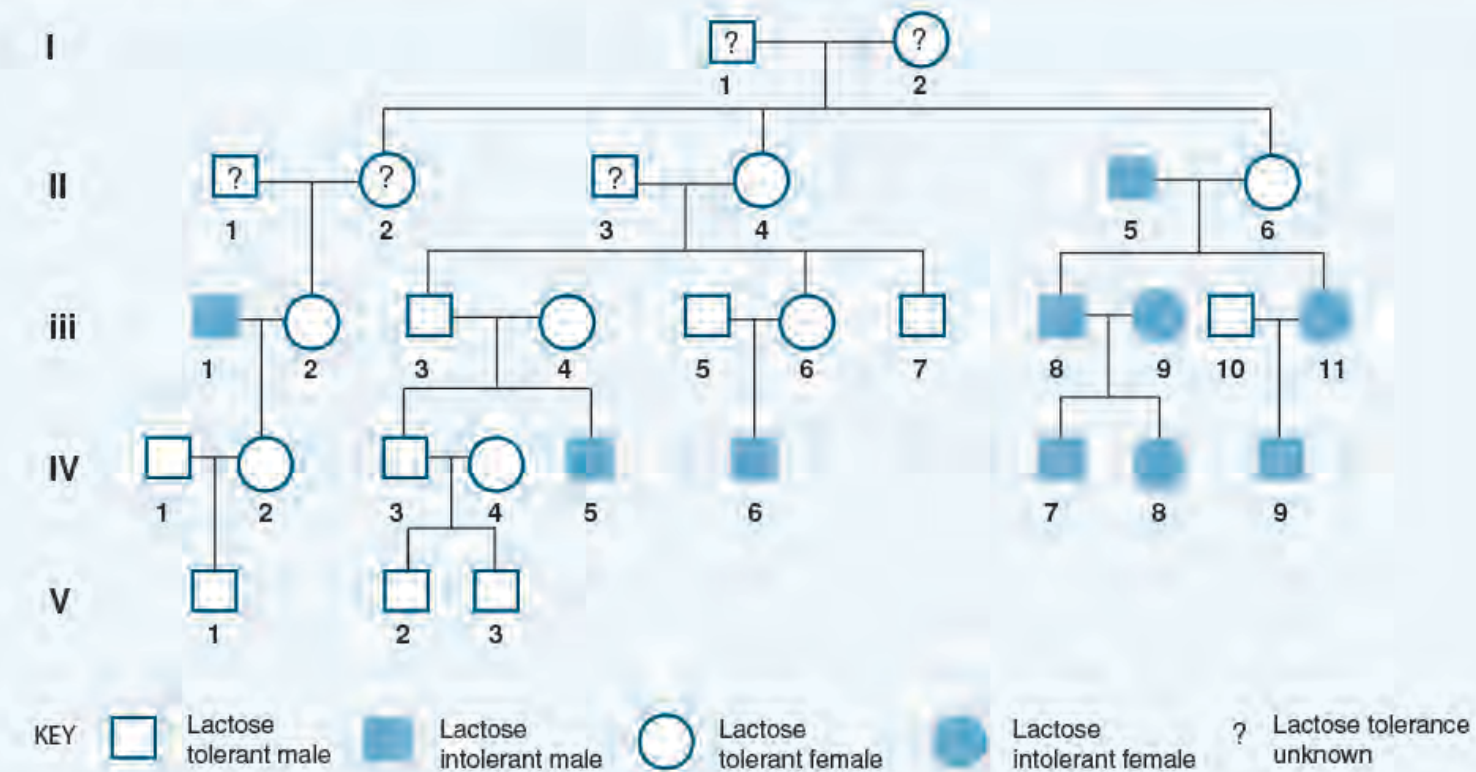 I
? ?
1 2
II
? ? ?
1 2 3 4 5 6
iii
1 2 3 4 5 6 7 8 9 10 11
IV
1 2 3 4 5 6 7 8 9
V
1 2 3
KEY
Lactose
tolerant male
Lactose
intolerant male
Lactose
tolerant female
Lactose
intolerant female
? Lactose tolerance
unknown